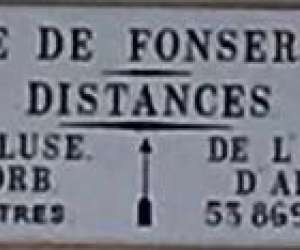 E DE FONSER
DISTANCES
LUSE. DE L'
ORB D'A
TRES 53 869